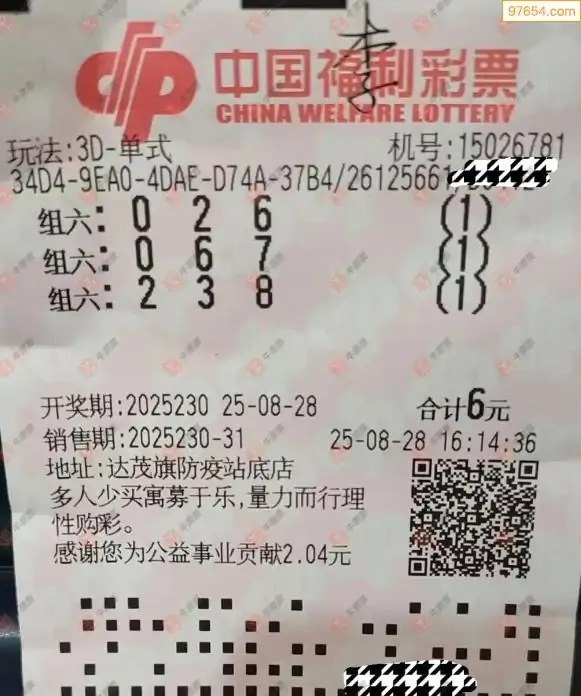 97654.com
李
中国福利彩票
CHINA WELFARE LOTTERY
玩法:3D-单式 机号:15026781
34D4-9EA0-4DAE-D74A-37B4/26125661
组六: 0 2 6 (1)
组六: 0 6 7 (1)
组六: 2 3 8 (1)
开奖期:2025230 25-08-28 合计6元
销售期:2025230-31 25-08-28 16:14:36
地址:达茂旗防疫站底店
多人少买寓募于乐,量力而行理
性购彩。
感谢您为公益事业贡献2.04元